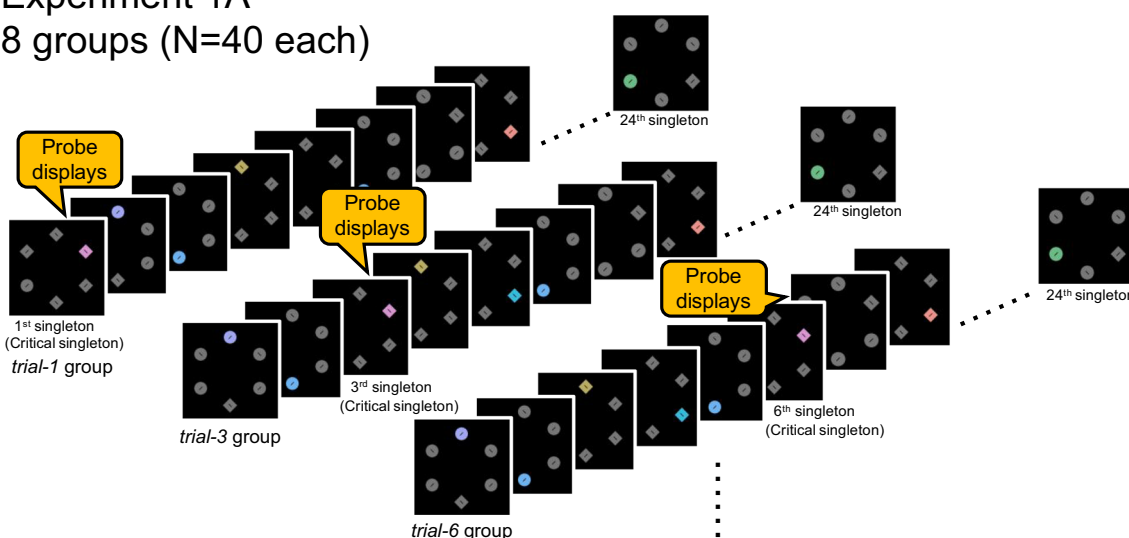 Experiment 1A
8 groups (N=40 each)
24th singleton
Probe
displays
24th singleton
Probe
displays
Probe
displays
24th singleton
1st singleton
(Critical singleton)
trial-1 group
3rd singleton
(Critical singleton)
trial-3 group
6th singleton
(Critical singleton)
trial-6 group